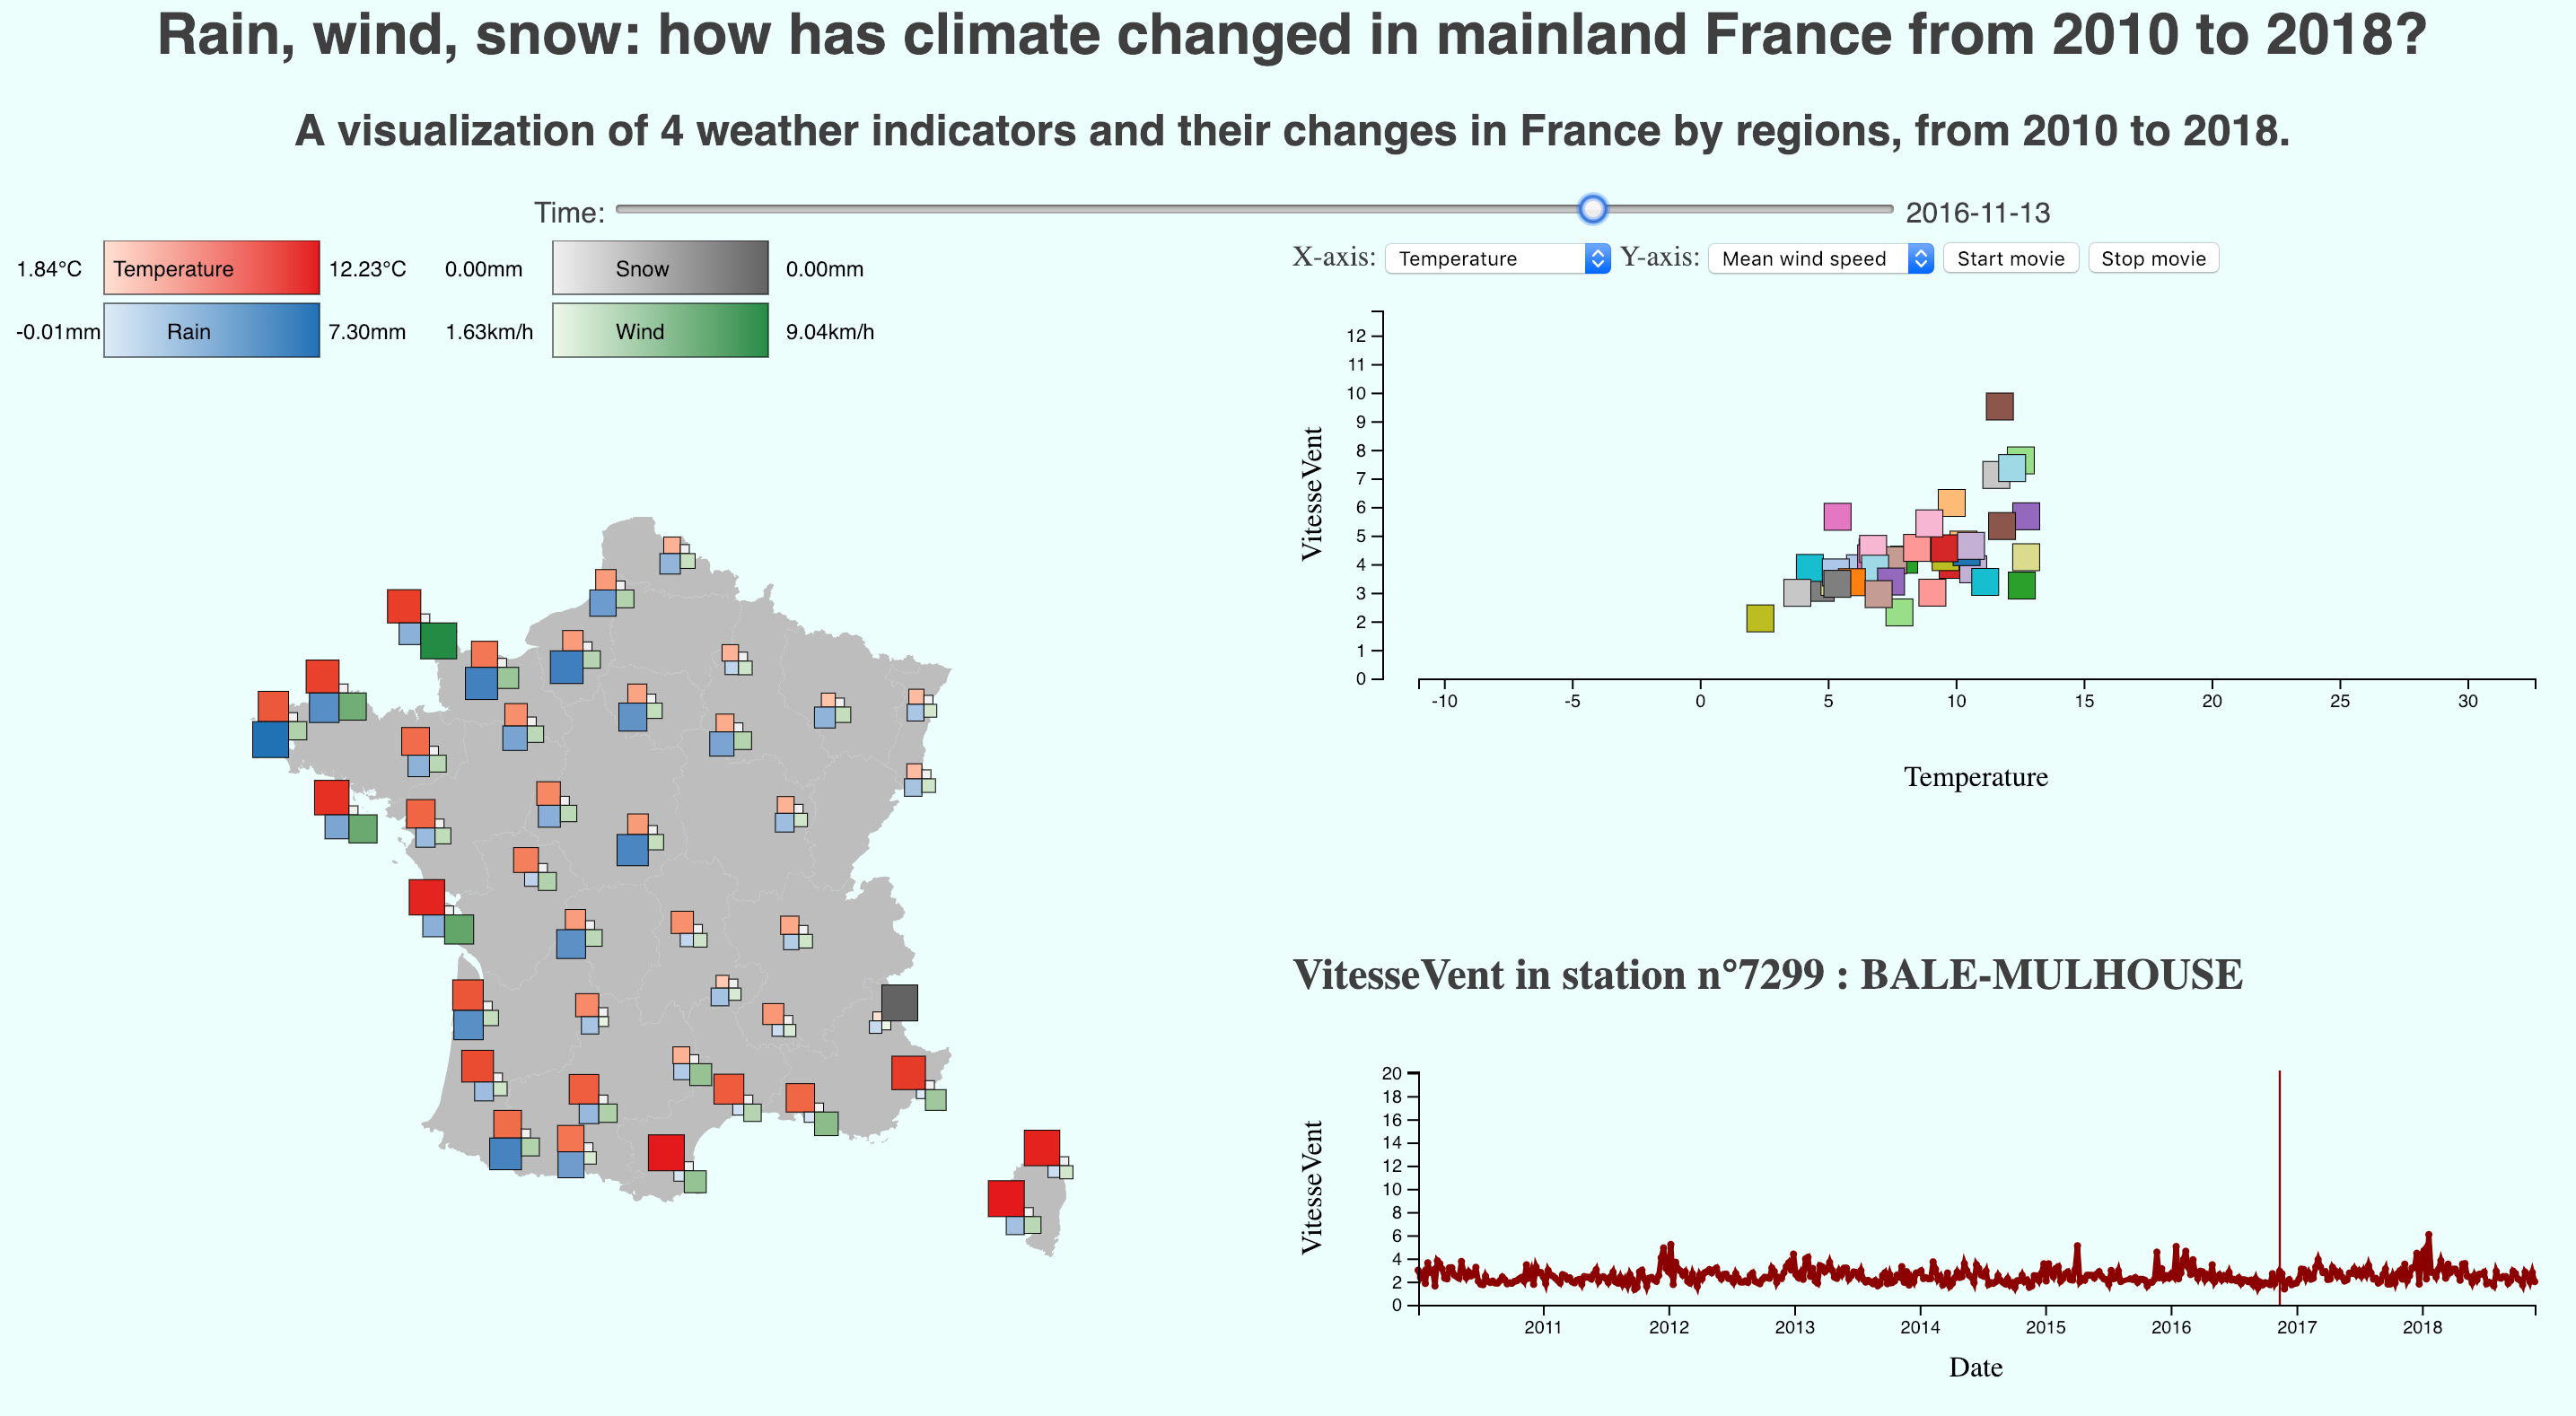 Rain, wind, snow: how has climate changed in mainland France from 2010 to 2018?
A visualization of 4 weather indicators and their changes in France by regions, from 2010 to 2018.
Time: 2016-11-13
1.84°C Temperature 12.23°C 0.00mm Snow 0.00mm
-0.01mm Rain 7.30mm 1.63km/h Wind 9.04km/h
X-axis: Temperature Y-axis: Mean wind speed Start movie Stop movie
12
11
10
9
8
7
6
5
4
3
2
1
0
VitesseVent
-10 -5 0 5 10 15 20 25 30
Temperature
VitesseVent in station n°7299 : BALE-MULHOUSE
20
18
16
14
12
10
8
6
4
2
0
VitesseVent
2011 2012 2013 2014 2015 2016 2017 2018
Date